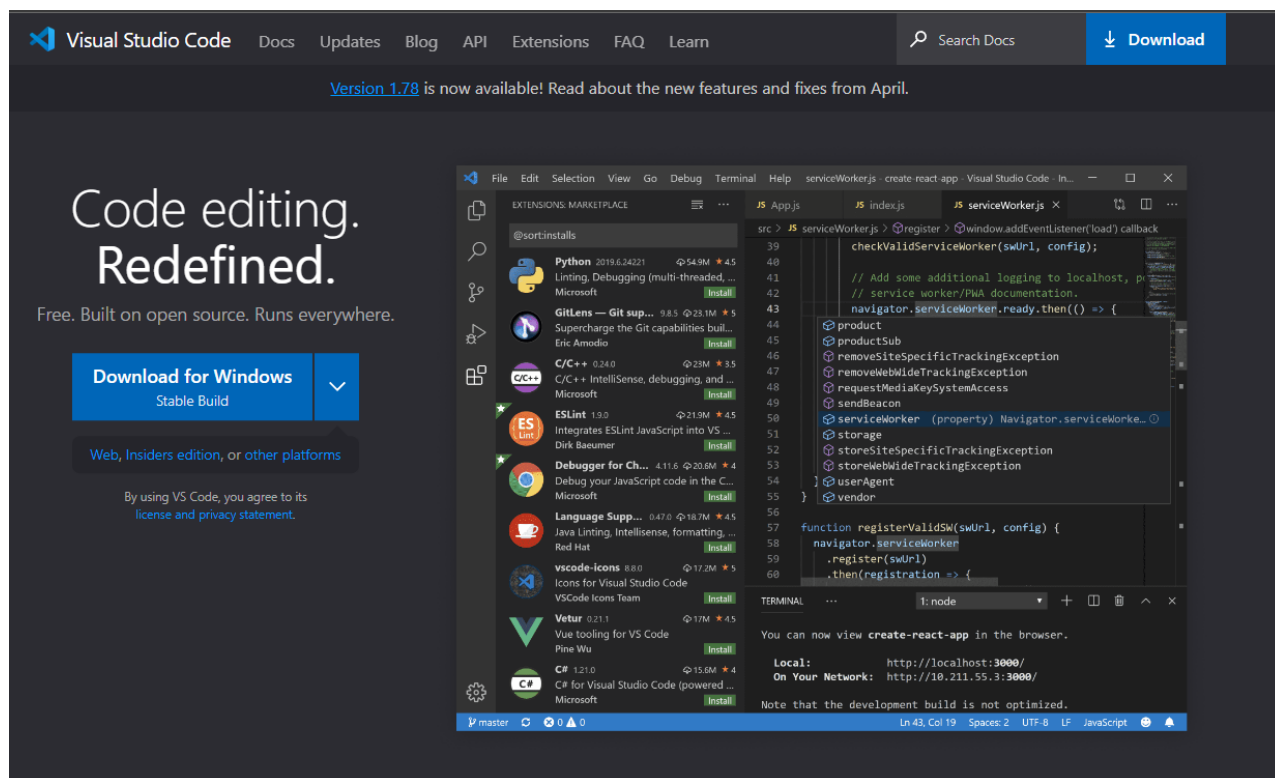 Visual Studio Code Docs Updates Blog API Extensions FAQ Learn Search Docs Download
Version 1.78 is now available! Read about the new features and fixes from April.
Code editing.
Redefined.
Free. Built on open source. Runs everywhere.
Download for Windows
Stable Build
Web, Insiders edition, or other platforms
By using VS Code, you agree to its
license and privacy statement.
File Edit Selection View Go Debug Terminal Help serviceWorker.js - create-react-app - Visual Studio Code - In...
EXTENSIONS: MARKETPLACE
@sort:installs
Python 2019.6.24221 54.9M ★ 4.5
Linting, Debugging (multi-threaded, ...
Microsoft Install
GitLens — Git sup... 9.8.5 23.1M ★ 5
Supercharge the Git capabilities buil...
Eric Amodio Install
C/C++ 0.24.0 23M ★ 3.5
C/C++ C/C++ IntelliSense, debugging, and ...
Microsoft Install
ESLint 1.9.0 21.9M ★ 4.5
ES Lint Integrates ESLint JavaScript into VS ...
Dirk Baeumer Install
Debugger for Ch... 4.11.6 20.6M ★ 4
Debug your JavaScript code in the C...
Microsoft Install
Language Supp... 0.47.0 18.7M ★ 4.5
Java Linting, Intellisense, formatting, ...
Red Hat Install
vscode-icons 8.8.0 17.2M ★ 5
Icons for Visual Studio Code
VSCode Icons Team Install
Vetur 0.21.1 17M ★ 4.5
Vue tooling for VS Code
Pine Wu Install
C# 1.21.0 15.6M ★ 4
C# C# for Visual Studio Code (powered ...
Microsoft Install
JS App.js JS index.js JS serviceWorker.js
src > JS serviceWorker.js > register > window.addEventListener('load') callback
39 checkValidServiceWorker(swUrl, config);
40
41 // Add some additional logging to localhost, p
42 // service worker/PWA documentation.
43 navigator.serviceWorker.ready.then(() => {
44 product
45 productSub
46 removeSiteSpecificTrackingException
47 removeWebWideTrackingException
48 requestMediaKeySystemAccess
49 sendBeacon
50 serviceWorker (property) Navigator.serviceWorke...
51 storage
52 storeSiteSpecificTrackingException
53 storeWebWideTrackingException
54 } userAgent
55 } vendor
56
57 function registerValidSW(swUrl, config) {
58 navigator.serviceWorker
59 .register(swUrl)
60 .then(registration => {
TERMINAL ... 1: node
You can now view create-react-app in the browser.
Local: http://localhost:3000/
On Your Network: http://10.211.55.3:3000/
Note that the development build is not optimized.
master 0 0 Ln 43, Col 19 Spaces: 2 UTF-8 LF JavaScript